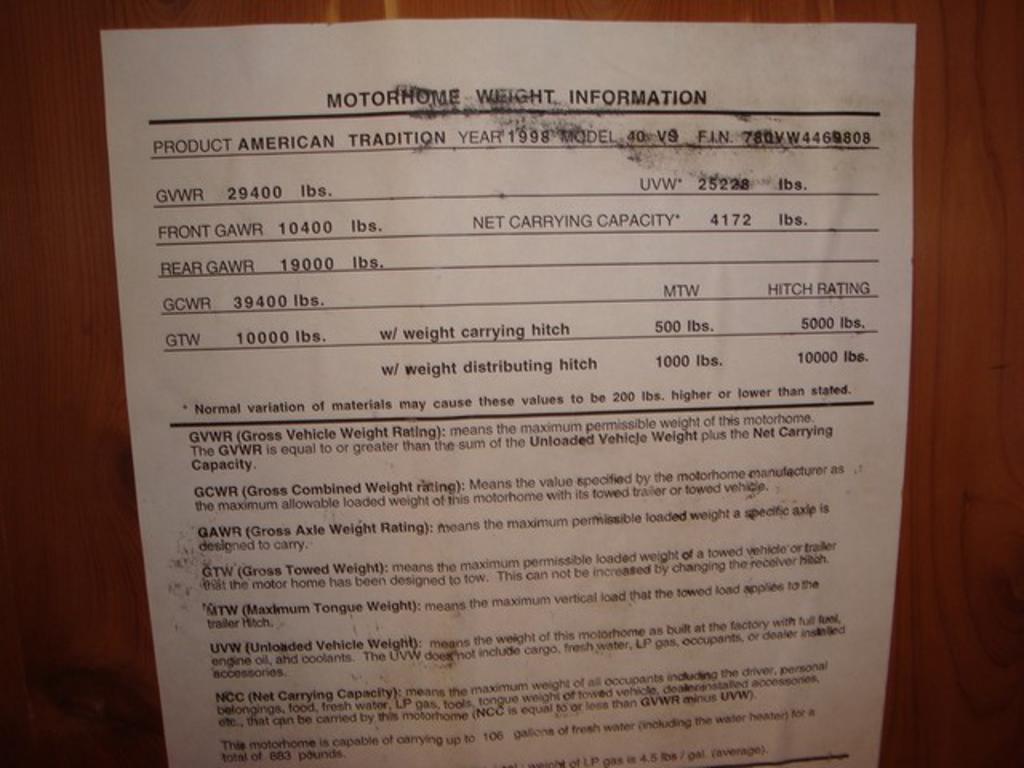 MOTORHOME WEIGHT INFORMATION
PRODUCT AMERICAN TRADITION YEAR 1998 MODEL 40 VS F.I.N. 780VW4469808
GVWR 29400 lbs. UVW* 25228 lbs.
FRONT GAWR 10400 lbs. NET CARRYING CAPACITY* 4172 lbs.
REAR GAWR 19000 lbs.
GCWR 39400 lbs. MTW HITCH RATING
GTW 10000 lbs. w/ weight carrying hitch 500 lbs. 5000 lbs.
w/ weight distributing hitch 1000 lbs. 10000 lbs.
* Normal variation of materials may cause these values to be 200 lbs. higher or lower than stated.
GVWR (Gross Vehicle Weight Rating): means the maximum permissible weight of this motorhome.
The GVWR is equal to or greater than the sum of the Unloaded Vehicle Weight plus the Net Carrying
Capacity.
GCWR (Gross Combined Weight rating): Means the value specified by the motorhome manufacturer as
the maximum allowable loaded weight of this motorhome with its towed trailer or towed vehicle.
GAWR (Gross Axle Weight Rating): means the maximum permissible loaded weight a specific axle is
designed to carry.
GTW (Gross Towed Weight): means the maximum permissible loaded weight of a towed vehicle or trailer
that the motor home has been designed to tow. This can not be increased by changing the receiver hitch.
MTW (Maximum Tongue Weight): means the maximum vertical load that the towed load applies to the
trailer hitch.
UVW (Unloaded Vehicle Weight): means the weight of this motorhome as built at the factory with full fuel,
engine oil, and coolants. The UVW does not include cargo, fresh water, LP gas, occupants, or dealer installed
accessories.
NCC (Net Carrying Capacity): means the maximum weight of all occupants including the driver, personal
belongings, food, fresh water, LP gas, tools, tongue weight of towed vehicle, dealer installed accessories,
etc., that can be carried by this motorhome (NCC is equal to or less than GVWR minus UVW).
This motorhome is capable of carrying up to 106 gallons of fresh water (including the water heater) for a
total of 883 pounds.
weight of LP gas is 4.5 lbs / gal. (average).